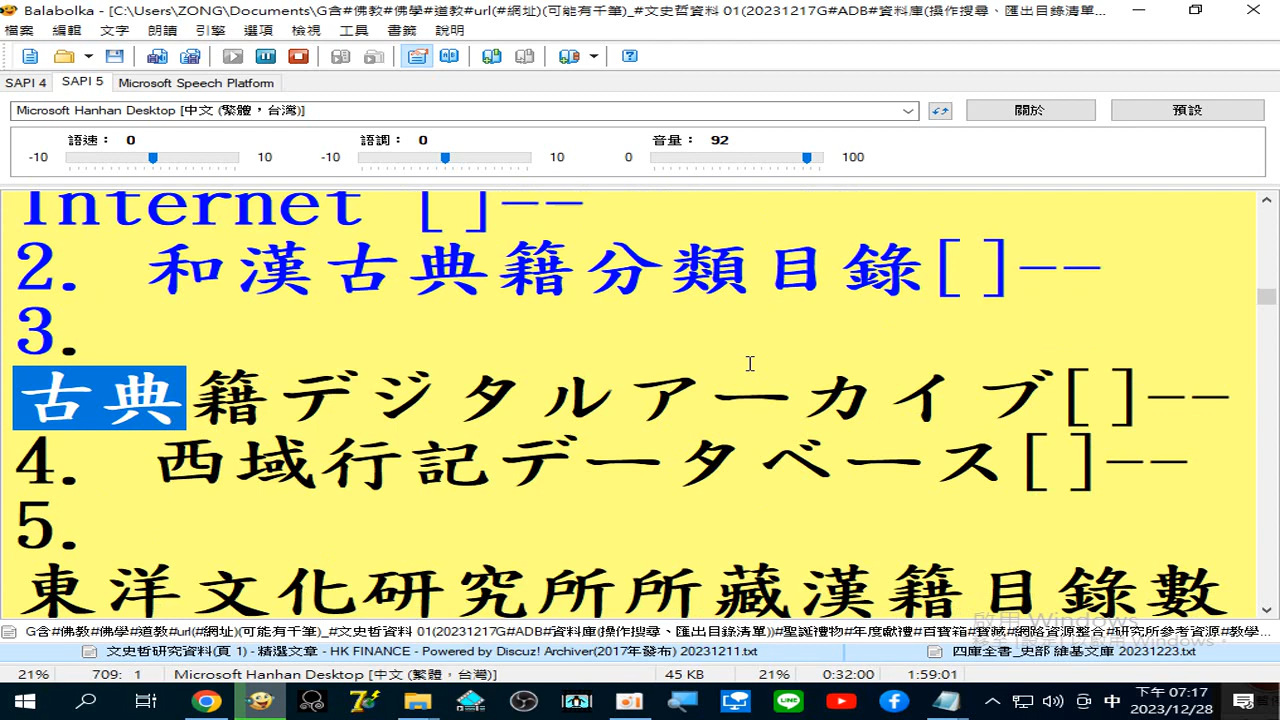 Balabolka - [C:\Users\ZONG\Documents\G含#佛教#佛學#道教#url(#網址)(可能有千筆)_#文史哲資料 01(20231217G#ADB#資料庫(操作搜尋、匯出目錄清單...
檔案 編輯 文字 朗讀 引擎 選項 檢視 工具 書籤 說明
SAPI 4 SAPI 5 Microsoft Speech Platform
Microsoft Hanhan Desktop [中文 (繁體，台灣)] 關於 預設
語速： 0 語調： 0 音量： 92
-10 10 -10 10 0 100
Internet []--
2. 和漢古典籍分類目錄[]--
3.
古典籍デジタルアーカイブ[]--
4. 西域行記データベース[]--
5.
東洋文化研究所所藏漢籍目錄數
啟用 Windows
G含#佛教#佛學#道教#url(#網址)(可能有千筆)_#文史哲資料 01(20231217G#ADB#資料庫(操作搜尋、匯出目錄清單))#聖誕禮物#年度獻禮#百寶箱#寶城#網路資源整合#研究所參考資源#教學...
文史哲研究資料(頁 1) - 精選文章 - HK FINANCE - Powered by Discuz! Archiver(2017年發布) 20231211.txt 四庫全書_史部 維基文庫 20231223.txt
21% 709: 1 Microsoft Hanhan Desktop [中文 (繁體，台灣)] 45 KB 21% 0:32:00 1:59:01
中 下午 07:17
2023/12/28